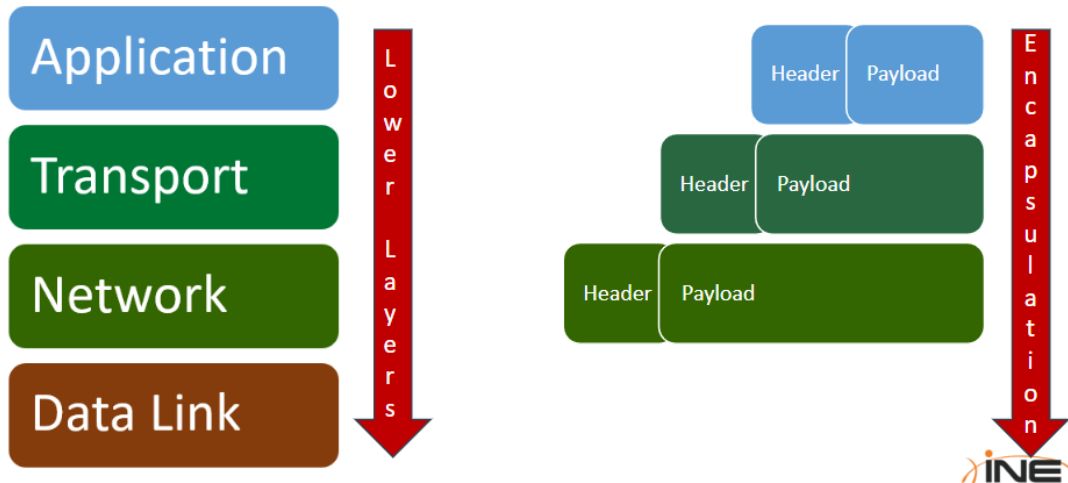 Application
Transport
Network
Data Link
Lower Layers
Header Payload
Header Payload
Header Payload
Encapsulation
iNE